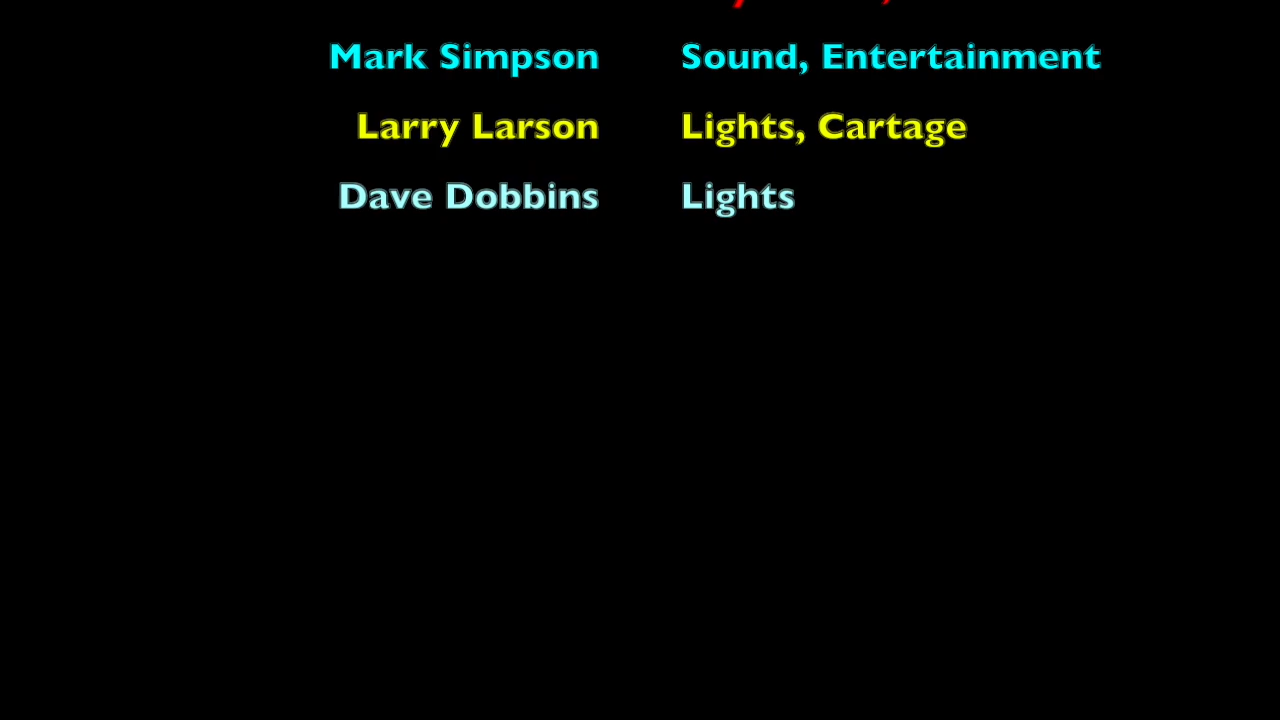 Mark Simpson Sound, Entertainment
Larry Larson Lights, Cartage
Dave Dobbins Lights